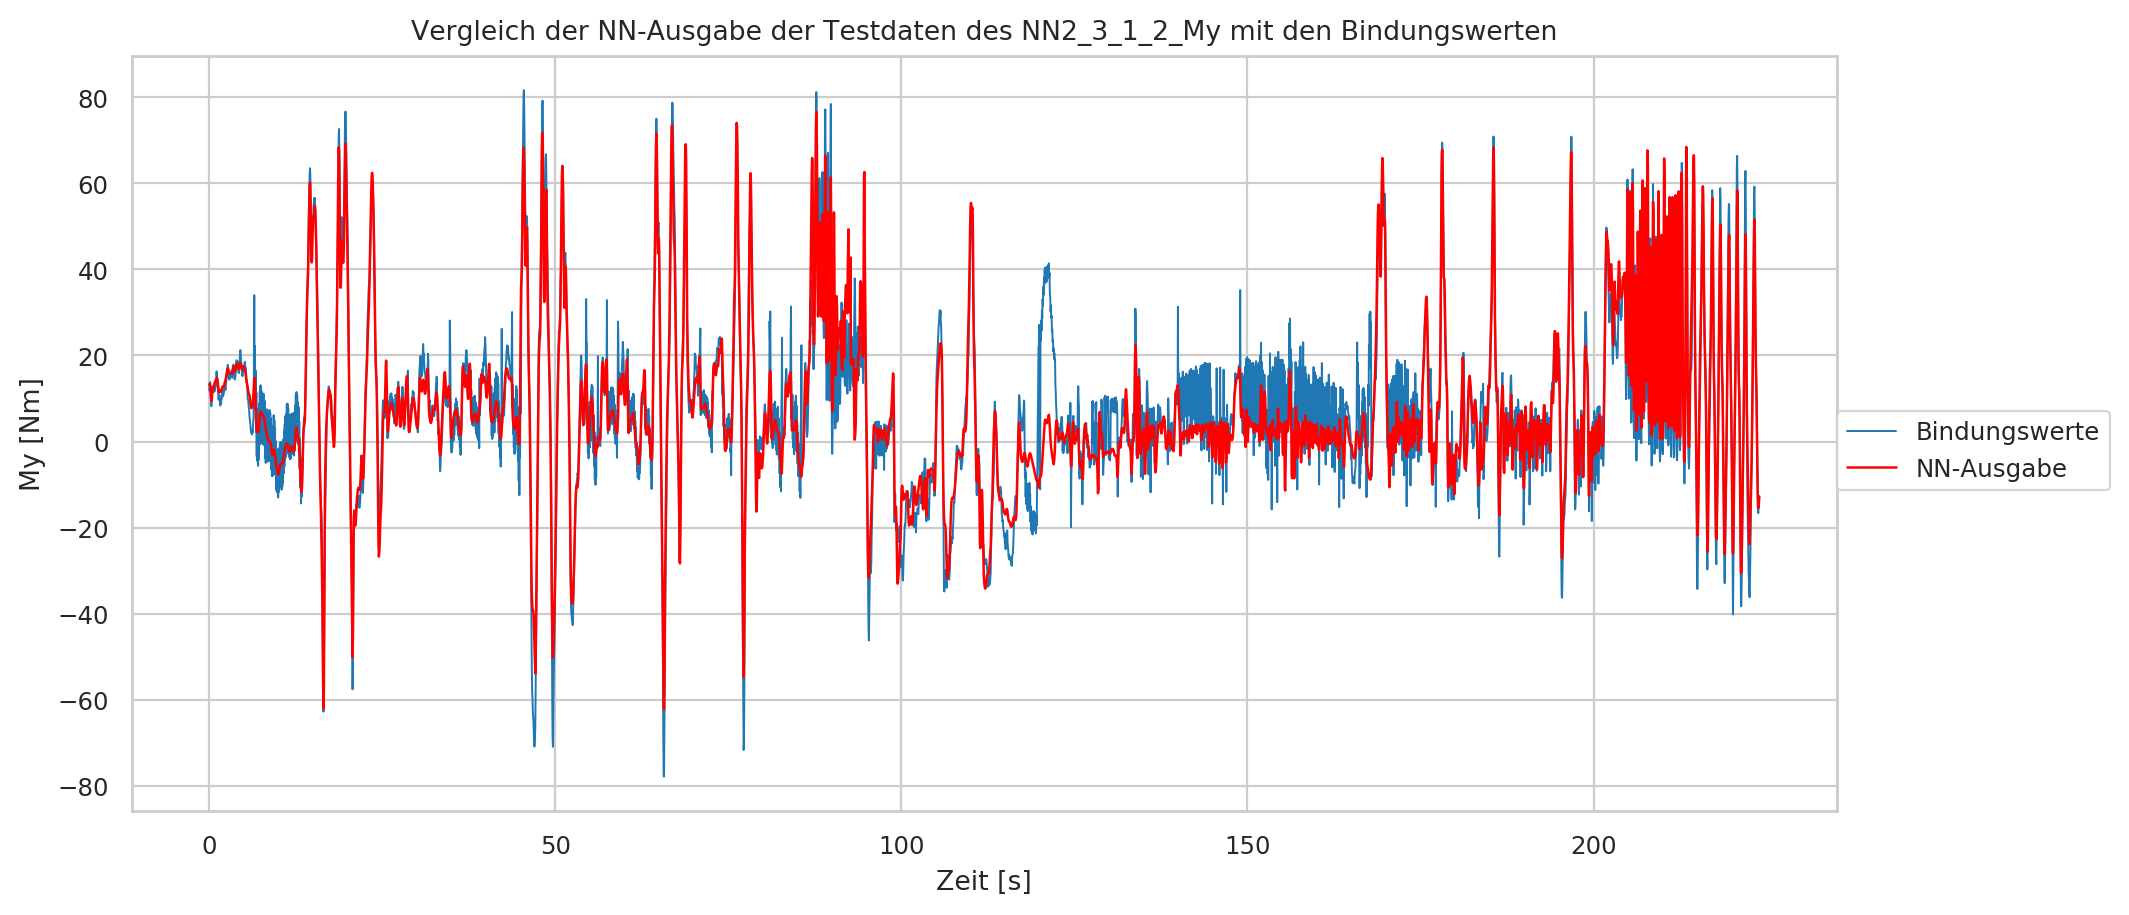 Vergleich der NN-Ausgabe der Testdaten des NN2_3_1_2_My mit den Bindungswerten
My [Nm]
80
60
40
20
0
−20
−40
−60
−80
0 50 100 150 200
Zeit [s]
Bindungswerte
NN-Ausgabe